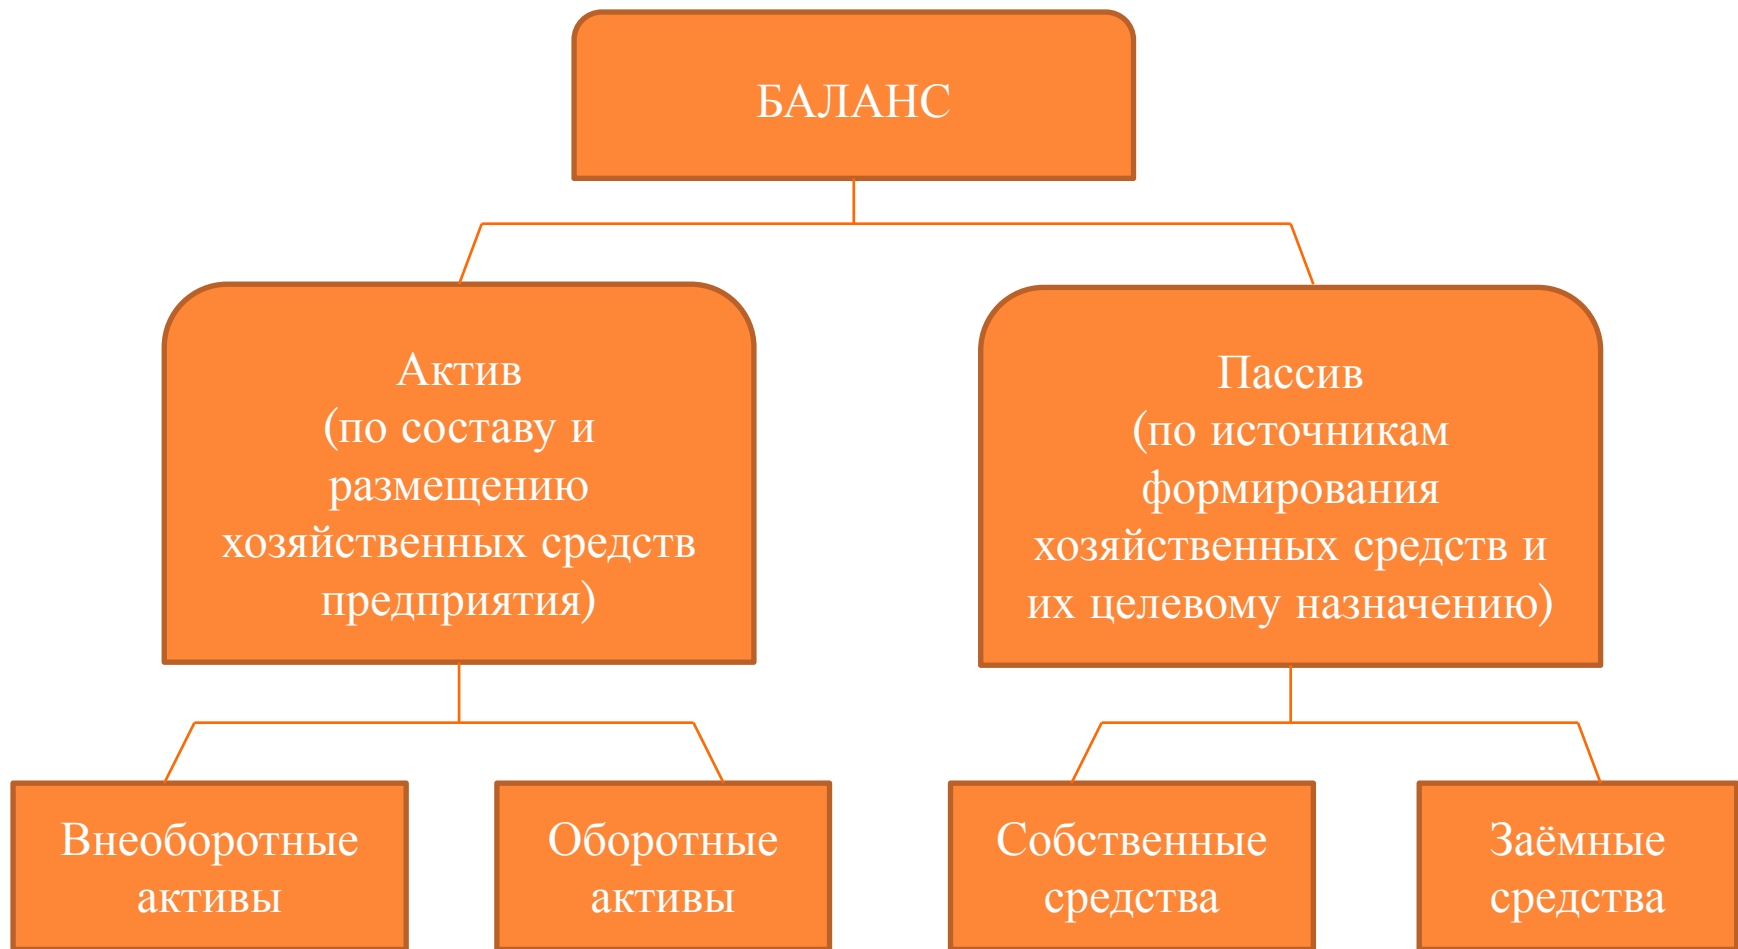 БАЛАНС
Актив
(по составу и
размещению
хозяйственных средств
предприятия)
Пассив
(по источникам
формирования
хозяйственных средств и
их целевому назначению)
Внеоборотные
активы
Оборотные
активы
Собственные
средства
Заёмные
средства